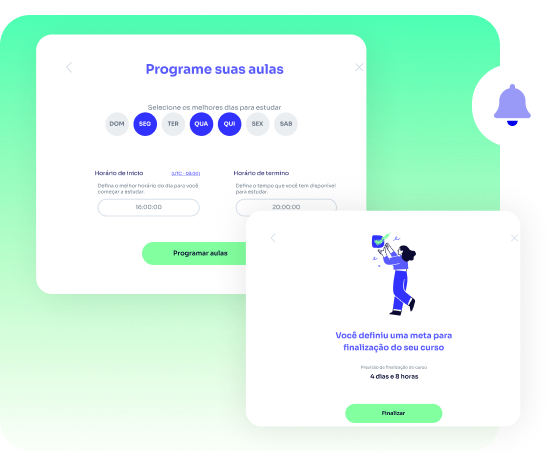 Programe suas aulas
Selecione os melhores dias para estudar
DOM SEG TER QUA QUI SEX SAB
Horário de início (UTC - 03:00) Horário de termino
Defina o melhor horário do dia para você Defina p tempo que você tem disponível
começar a estudar. para estudar.
16:00:00 20:00:00
Programar aulas
Você definiu uma meta para
finalização do seu curso
Previsão de finalização do curso
4 dias e 8 horas
Finalizar